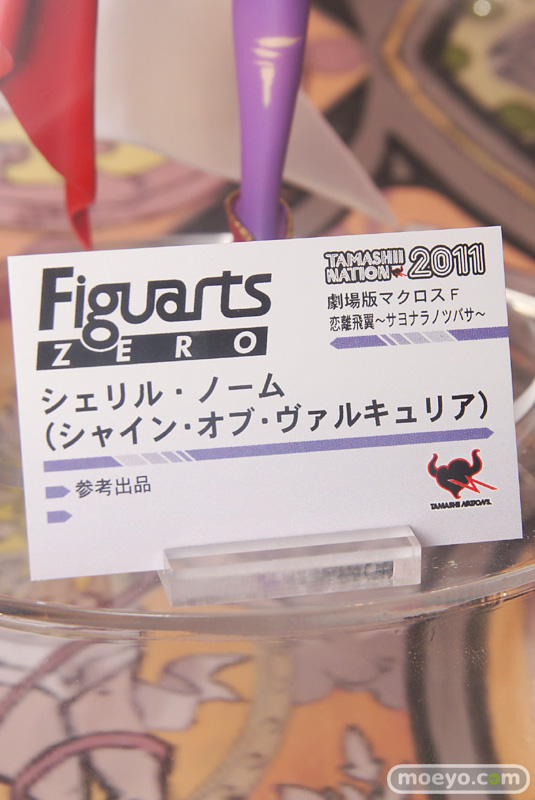 Figuarts
ZERO
TAMASHII
NATION 2011
劇場版マクロスF
恋離飛翼〜サヨナラノツバサ〜
シェリル・ノーム
(シャイン・オブ・ヴァルキュリア)
参考出品
TAMASHII NATIONS
moeyo.com